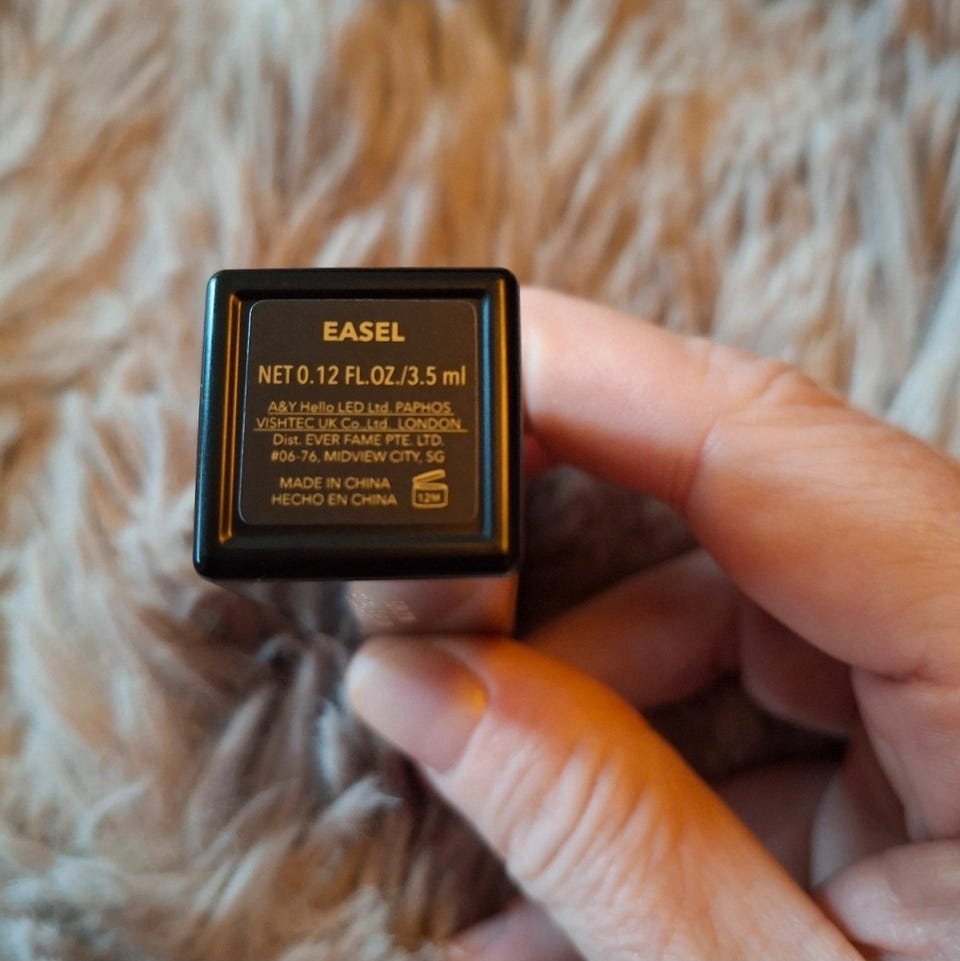 EASEL
NET 0.12 FL.OZ./3.5 ml
A&Y Hello LED Ltd. PAPHOS
VISHTEC UK Co.,Ltd. LONDON
Dist. EVER FAME PTE. LTD.
#06-76, MIDVIEW CITY, SG
MADE IN CHINA
HECHO EN CHINA
12M